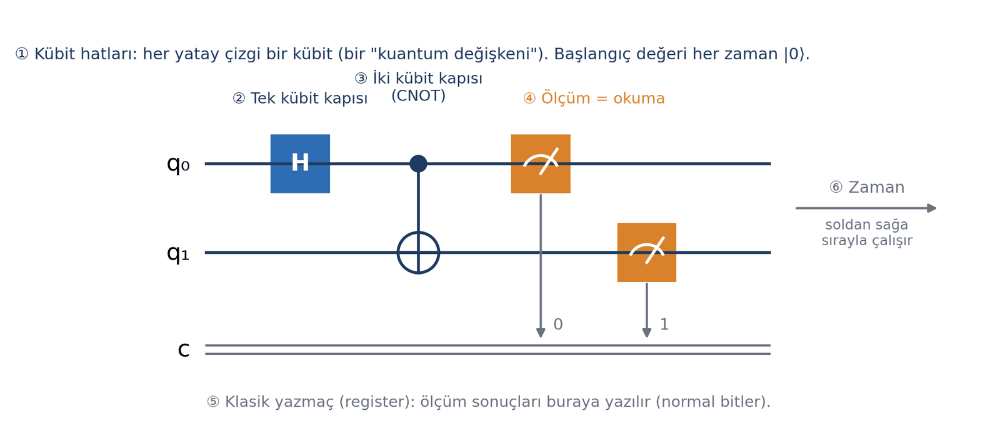 ① Kübit hatları: her yatay çizgi bir kübit (bir "kuantum değişkeni"). Başlangıç değeri her zaman |0⟩.
③ İki kübit kapısı
(CNOT)
② Tek kübit kapısı
④ Ölçüm = okuma
H
q₀
⑥ Zaman
soldan sağa
sırayla çalışır
q₁
0
1
c
⑤ Klasik yazmaç (register): ölçüm sonuçları buraya yazılır (normal bitler).